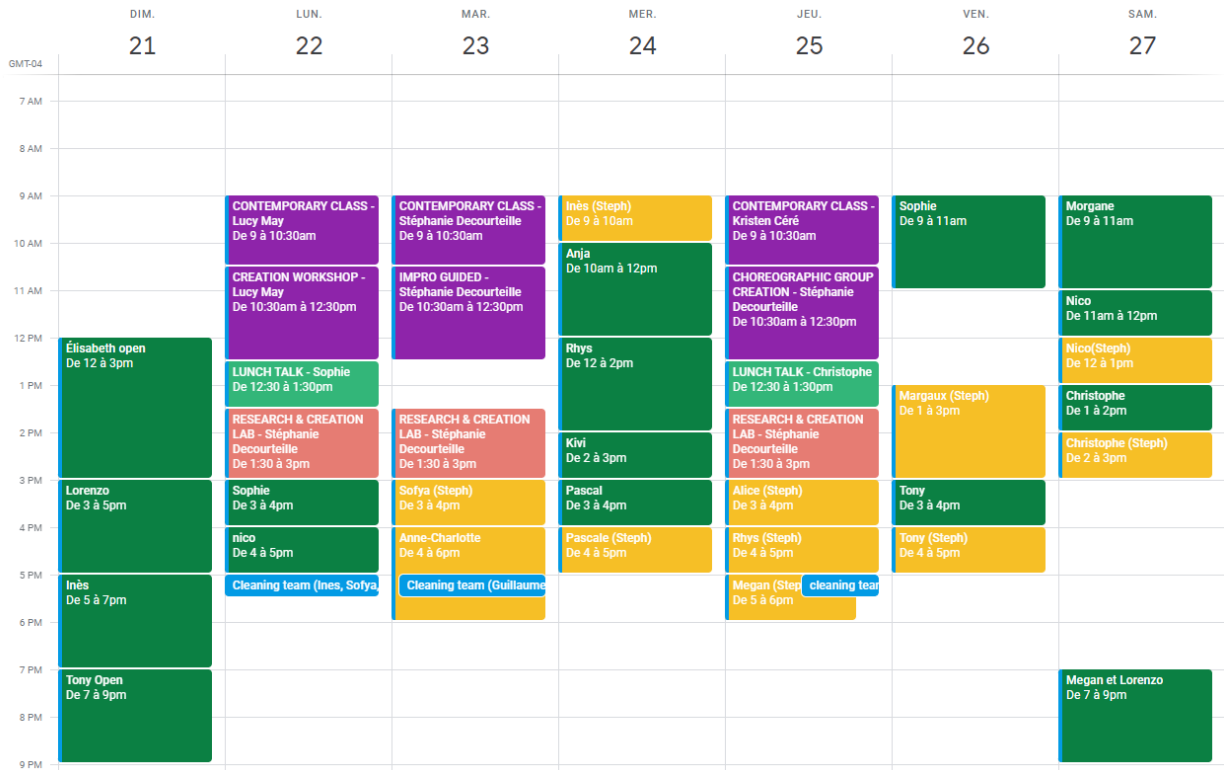 DIM.
21
LUN.
22
MAR.
23
MER.
24
JEU.
25
VEN.
26
SAM.
27
GMT-04
7 AM
8 AM
9 AM
10 AM
11 AM
12 PM
1 PM
2 PM
3 PM
4 PM
5 PM
6 PM
7 PM
8 PM
9 PM
Élisabeth open
De 12 à 3pm
Lorenzo
De 3 à 5pm
Inès
De 5 à 7pm
Tony Open
De 7 à 9pm
CONTEMPORARY CLASS -
Lucy May
De 9 à 10:30am
CREATION WORKSHOP -
Lucy May
De 10:30am à 12:30pm
LUNCH TALK - Sophie
De 12:30 à 1:30pm
RESEARCH & CREATION
LAB - Stéphanie
Decourteille
De 1:30 à 3pm
Sophie
De 3 à 4pm
nico
De 4 à 5pm
Cleaning team (Ines, Sofya,
CONTEMPORARY CLASS -
Stéphanie Decourteille
De 9 à 10:30am
IMPRO GUIDED -
Stéphanie Decourteille
De 10:30am à 12:30pm
RESEARCH & CREATION
LAB - Stéphanie
Decourteille
De 1:30 à 3pm
Sofya (Steph)
De 3 à 4pm
Anne-Charlotte
De 4 à 6pm
Cleaning team (Guillaume
Inès (Steph)
De 9 à 10am
Anja
De 10am à 12pm
Rhys
De 12 à 2pm
Kivi
De 2 à 3pm
Pascal
De 3 à 4pm
Pascale (Steph)
De 4 à 5pm
CONTEMPORARY CLASS -
Kristen Céré
De 9 à 10:30am
CHOREOGRAPHIC GROUP
CREATION - Stéphanie
Decourteille
De 10:30am à 12:30pm
LUNCH TALK - Christophe
De 12:30 à 1:30pm
RESEARCH & CREATION
LAB - Stéphanie
Decourteille
De 1:30 à 3pm
Alice (Steph)
De 3 à 4pm
Rhys (Steph)
De 4 à 5pm
Megan (Step
De 5 à 6pm
cleaning tear
Sophie
De 9 à 11am
Margaux (Steph)
De 1 à 3pm
Tony
De 3 à 4pm
Tony (Steph)
De 4 à 5pm
Morgane
De 9 à 11am
Nico
De 11am à 12pm
Nico(Steph)
De 12 à 1pm
Christophe
De 1 à 2pm
Christophe (Steph)
De 2 à 3pm
Megan et Lorenzo
De 7 à 9pm